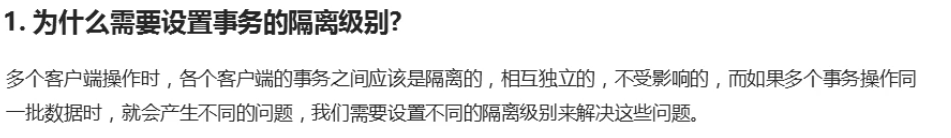 1. 为什么需要设置事务的隔离级别?
多个客户端操作时，各个客户端的事务之间应该是隔离的，相互独立的，不受影响的，而如果多个事务操作同
一批数据时，就会产生不同的问题，我们需要设置不同的隔离级别来解决这些问题。